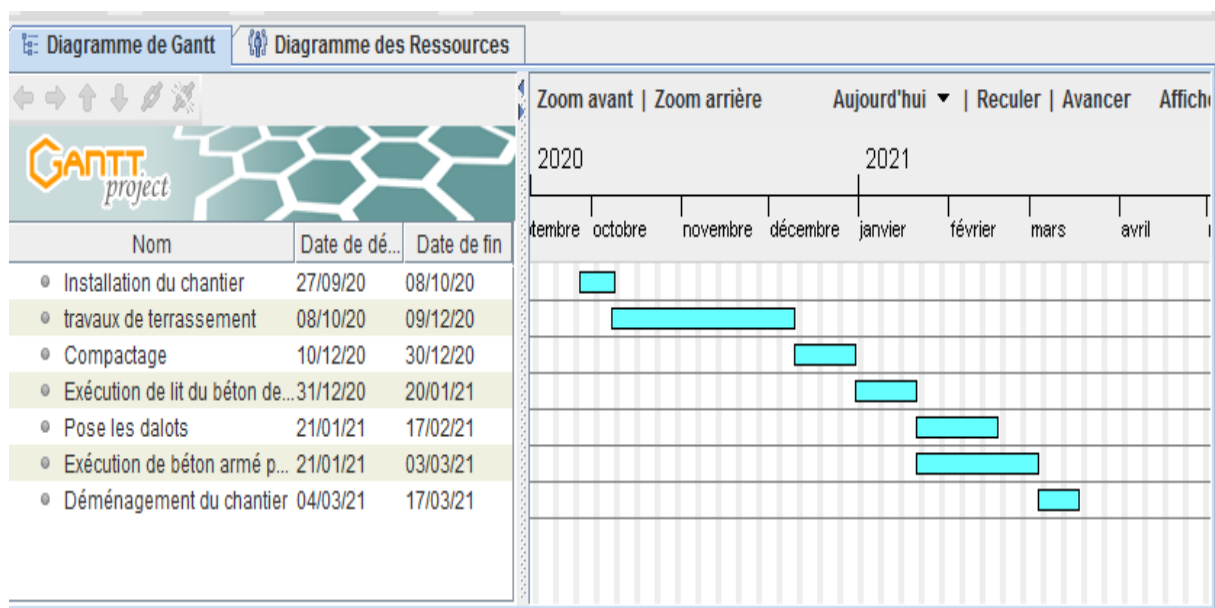 Diagramme de Gantt Diagramme des Ressources
Zoom avant | Zoom arrière Aujourd'hui ▼ | Reculer | Avancer Affich
GANTT
project
2020 2021
tembre octobre novembre décembre janvier février mars avril
Nom Date de dé... Date de fin
Installation du chantier 27/09/20 08/10/20
travaux de terrassement 08/10/20 09/12/20
Compactage 10/12/20 30/12/20
Exécution de lit du béton de... 31/12/20 20/01/21
Pose les dalots 21/01/21 17/02/21
Exécution de béton armé p... 21/01/21 03/03/21
Déménagement du chantier 04/03/21 17/03/21